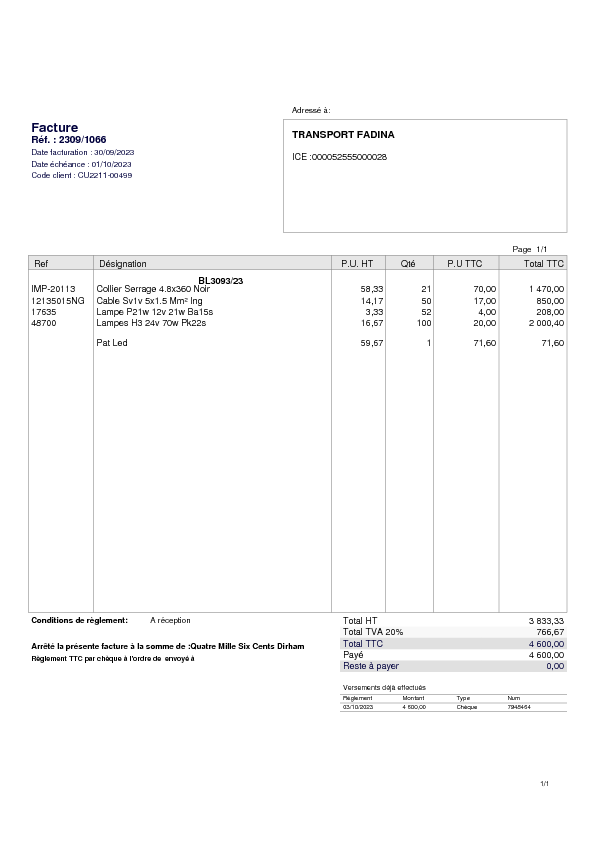 Adressé à:
Facture
Réf. : 2309/1066
Date facturation : 30/09/2023
Date échéance : 01/10/2023
Code client : CU2211-00499
TRANSPORT FADINA
ICE :000052555000028
Page 1/1
Ref Désignation P.U. HT Qté P.U TTC Total TTC
BL3093/23
IMP-20113 Collier Serrage 4.8x360 Noir 58,33 21 70,00 1 470,00
12135015NG Cable Sv1v 5x1.5 Mm² Ing 14,17 50 17,00 850,00
17635 Lampe P21w 12v 21w Ba15s 3,33 52 4,00 208,00
48700 Lampes H3 24v 70w Pk22s 16,67 100 20,00 2 000,40
Pat Led 59,67 1 71,60 71,60
Conditions de règlement: A réception
Total HT 3 833,33
Total TVA 20% 766,67
Arrêté la présente facture à la somme de :Quatre Mille Six Cents Dirham
Total TTC 4 600,00
Règlement TTC par chèque à l'ordre de envoyé à
Payé 4 600,00
Reste à payer 0,00
Versements déjà effectués
Règlement Montant Type Num
03/10/2023 4 600,00 Chèque 7948464
1/1